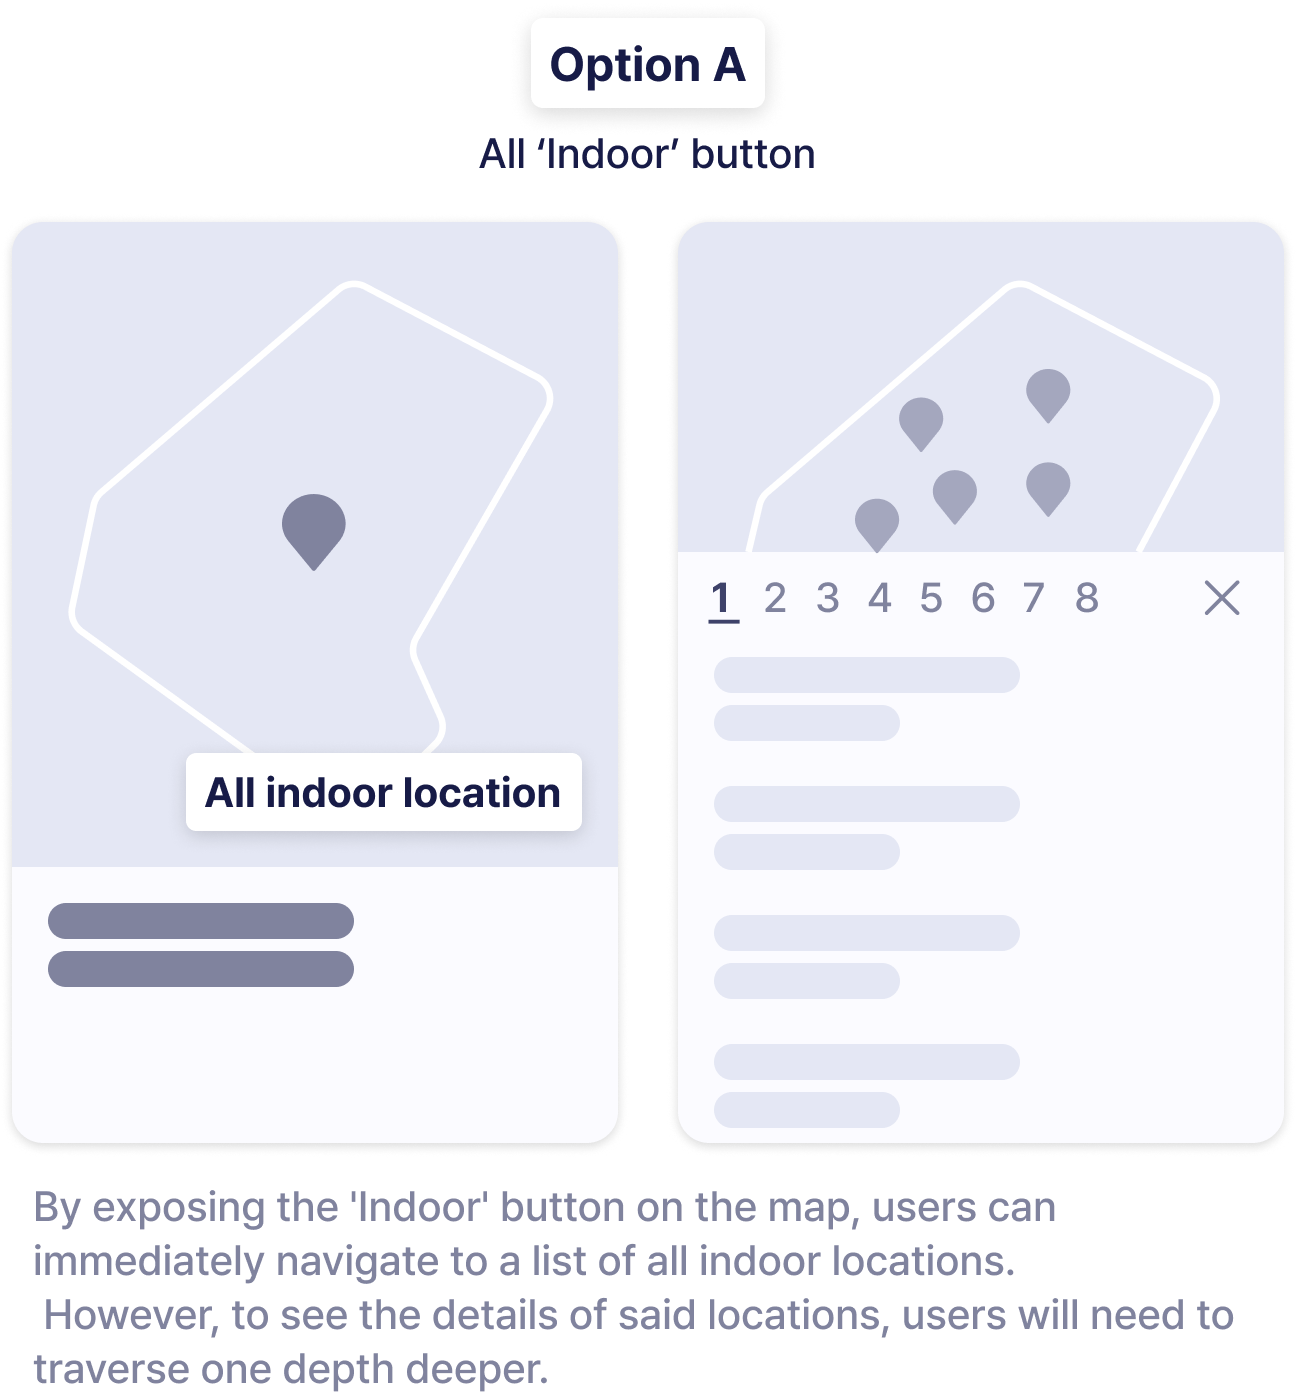 Option A
All ‘Indoor’ button
All indoor location
1 2 3 4 5 6 7 8
By exposing the 'Indoor' button on the map, users can
immediately navigate to a list of all indoor locations.
However, to see the details of said locations, users will need to
traverse one depth deeper.